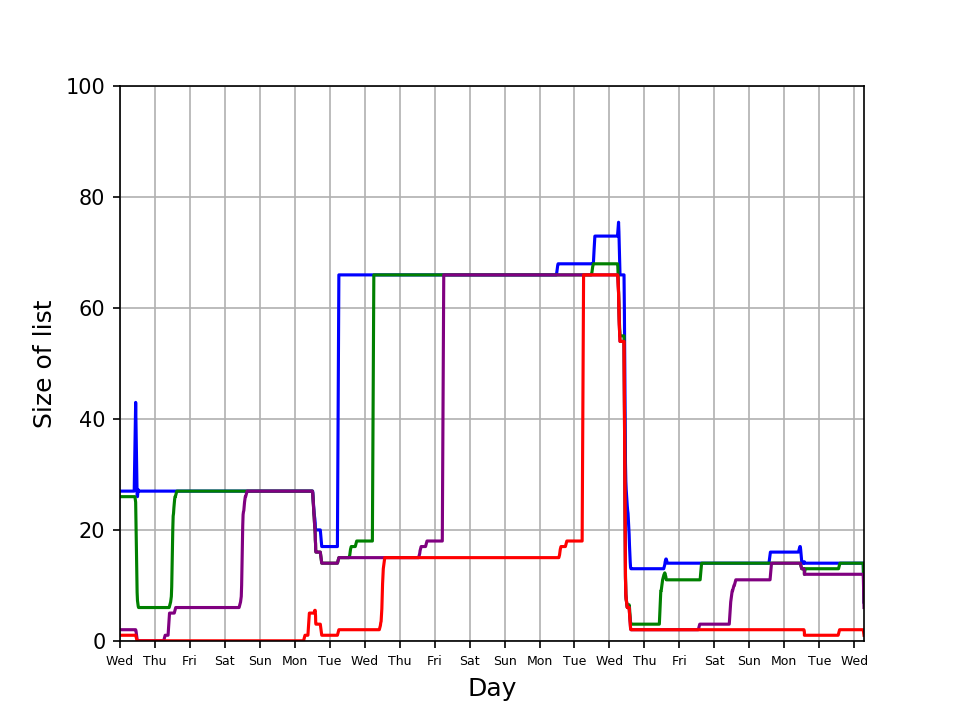 100
80
60
40
20
0
Size of list
Wed Thu Fri Sat Sun Mon Tue Wed Thu Fri Sat Sun Mon Tue Wed Thu Fri Sat Sun Mon Tue Wed
Day